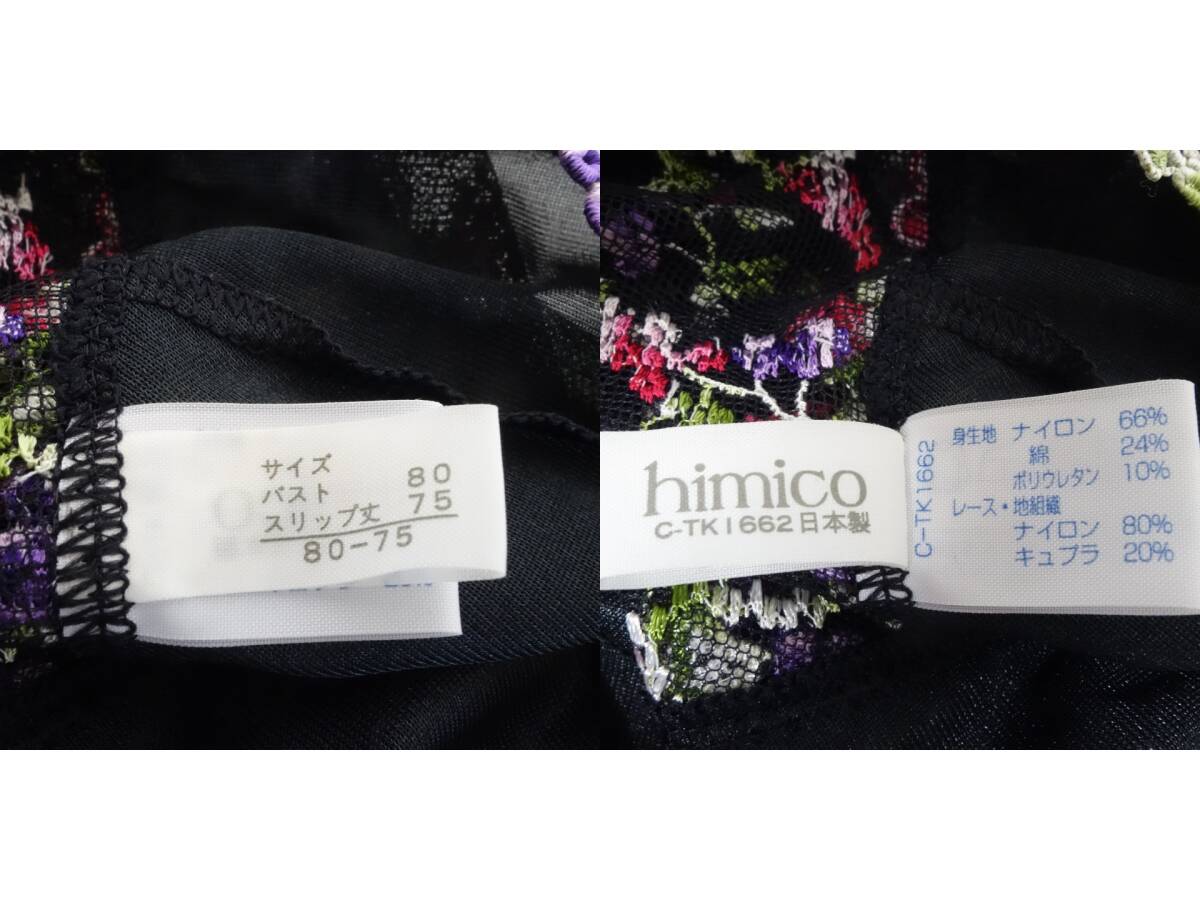 サイズ
バスト 80
スリップ丈 75
80-75
himico
C-TK1662日本製
C-TK1662
身生地 ナイロン 66%
綿 24%
ポリウレタン 10%
レース・地組織
ナイロン 80%
キュプラ 20%